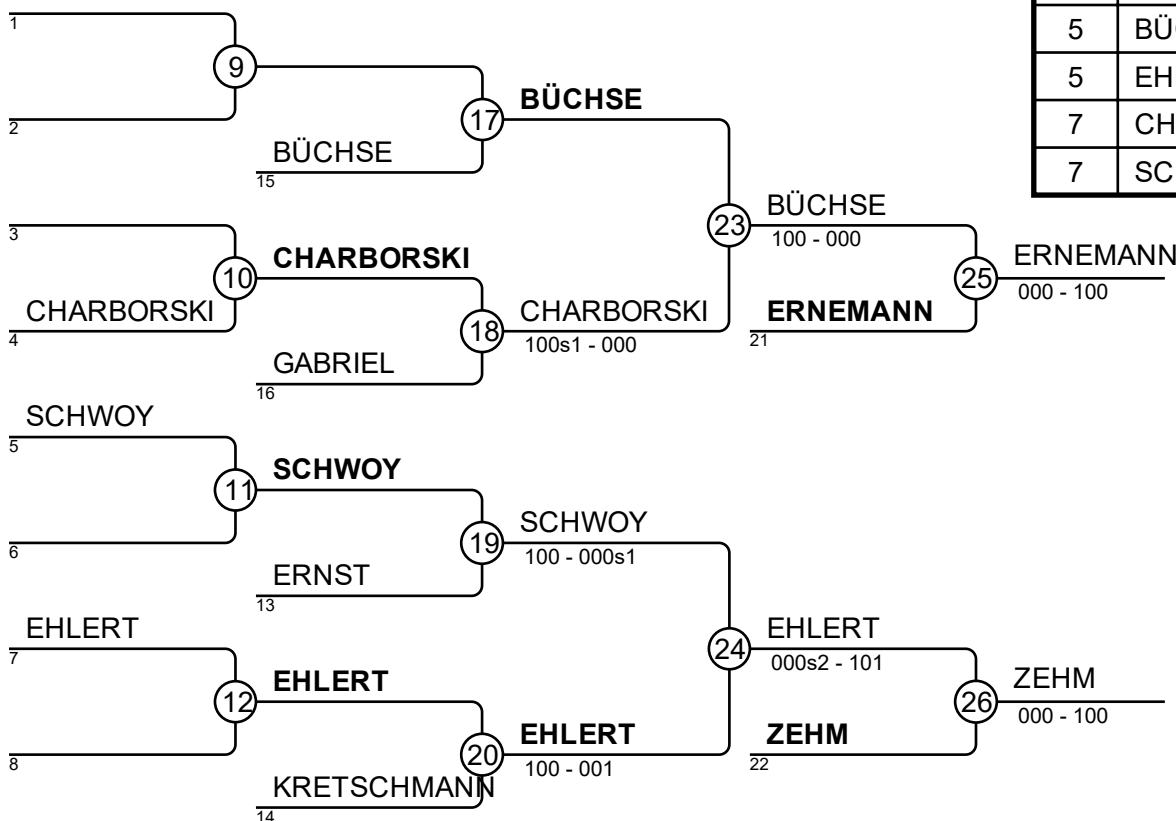 1
9
2
BÜCHSE
15
17
BÜCHSE
3
10
CHARBORSKI
4
CHARBORSKI
GABRIEL
16
18
CHARBORSKI
100s1 - 000
23
BÜCHSE
100 - 000
ERNEMANN
21
25
ERNEMANN
000 - 100
SCHWOY
5
11
SCHWOY
6
ERNST
13
19
SCHWOY
100 - 000s1
EHLERT
7
12
EHLERT
8
KRETSCHMANN
14
20
EHLERT
100 - 001
24
EHLERT
000s2 - 101
ZEHM
22
26
ZEHM
000 - 100
5 BÜ
5 EH
7 CH
7 SC